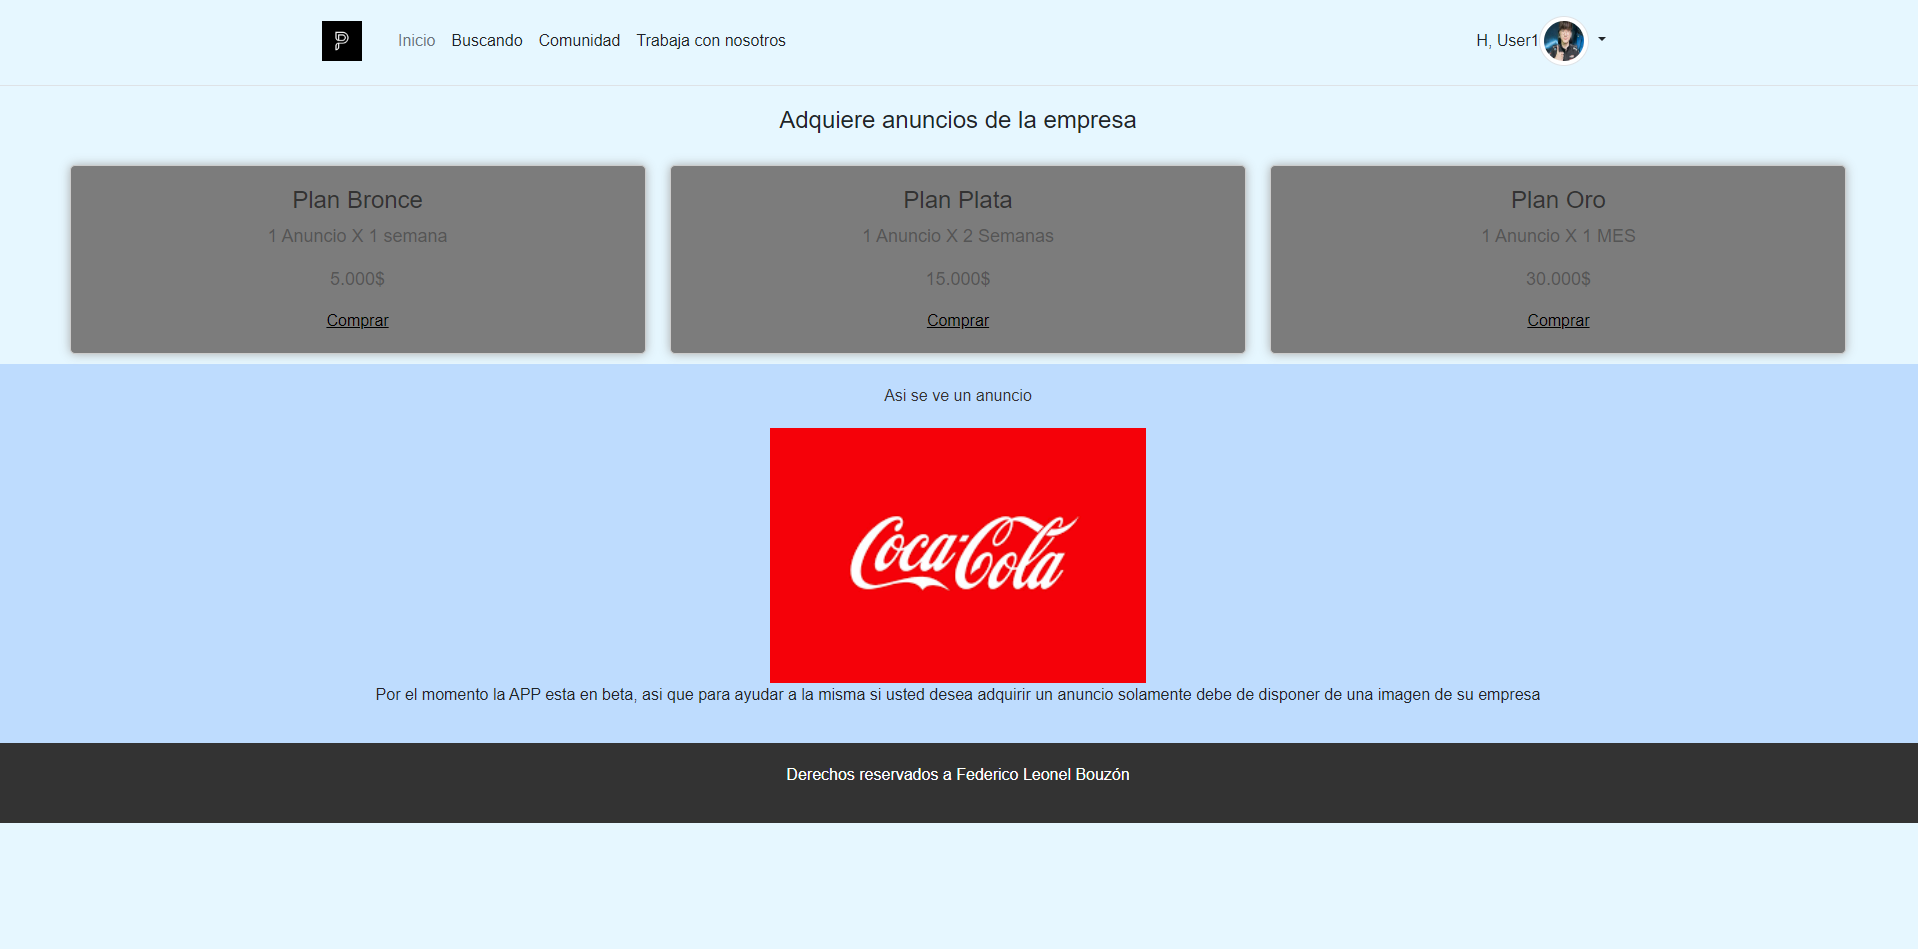 P
Inicio Buscando Comunidad Trabaja con nosotros
H, User1
Adquiere anuncios de la empresa
Plan Bronce
1 Anuncio X 1 semana
5.000$
Comprar
Plan Plata
1 Anuncio X 2 Semanas
15.000$
Comprar
Plan Oro
1 Anuncio X 1 MES
30.000$
Comprar
Asi se ve un anuncio
Coca-Cola
Por el momento la APP esta en beta, asi que para ayudar a la misma si usted desea adquirir un anuncio solamente debe de disponer de una imagen de su empresa
Derechos reservados a Federico Leonel Bouzón